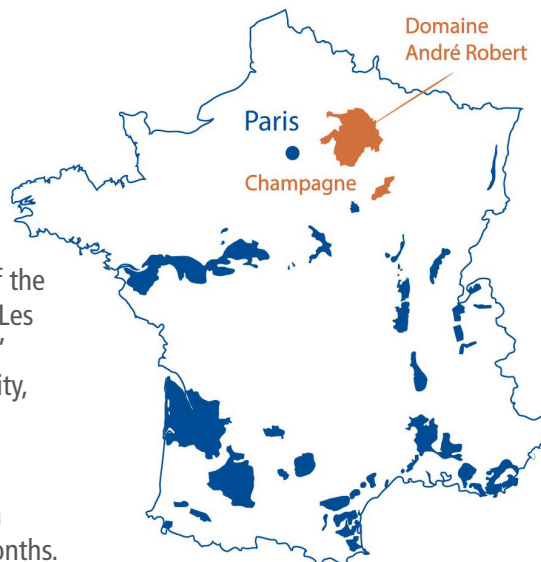 Domaine
André Robert
Paris
Champagne
f the
Les
ity,
onths.